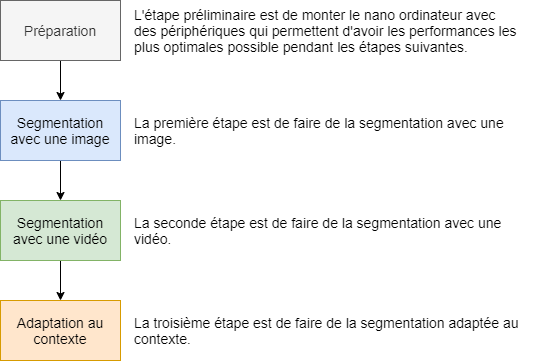 Préparation
L'étape préliminaire est de monter le nano ordinateur avec
des périphériques qui permettent d'avoir les performances les
plus optimales possible pendant les étapes suivantes.
Segmentation
avec une image
La première étape est de faire de la segmentation avec une
image.
Segmentation
avec une vidéo
La seconde étape est de faire de la segmentation avec une
vidéo.
Adaptation au
contexte
La troisième étape est de faire de la segmentation adaptée au
contexte.